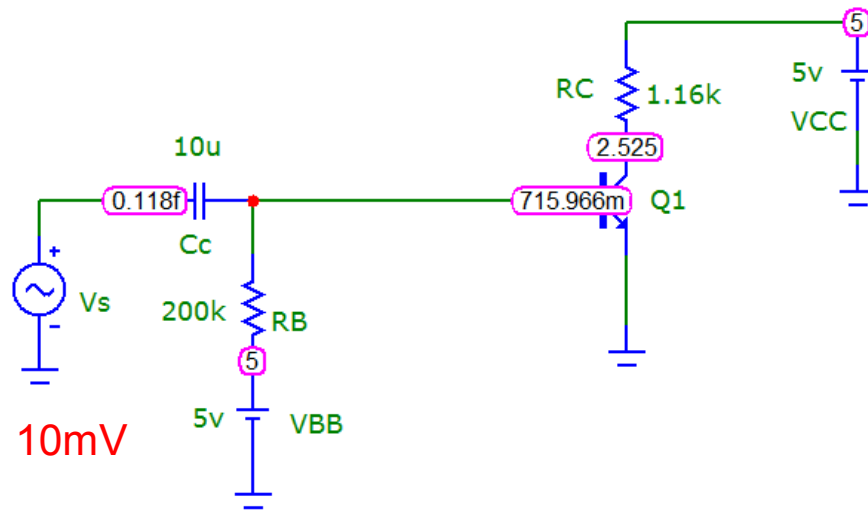 5
5v
VCC
RC
1.16k
2.525
10u
0.118f
Cc
715.966m
Q1
+
Vs
-
200k
RB
5
5v
VBB
10mV